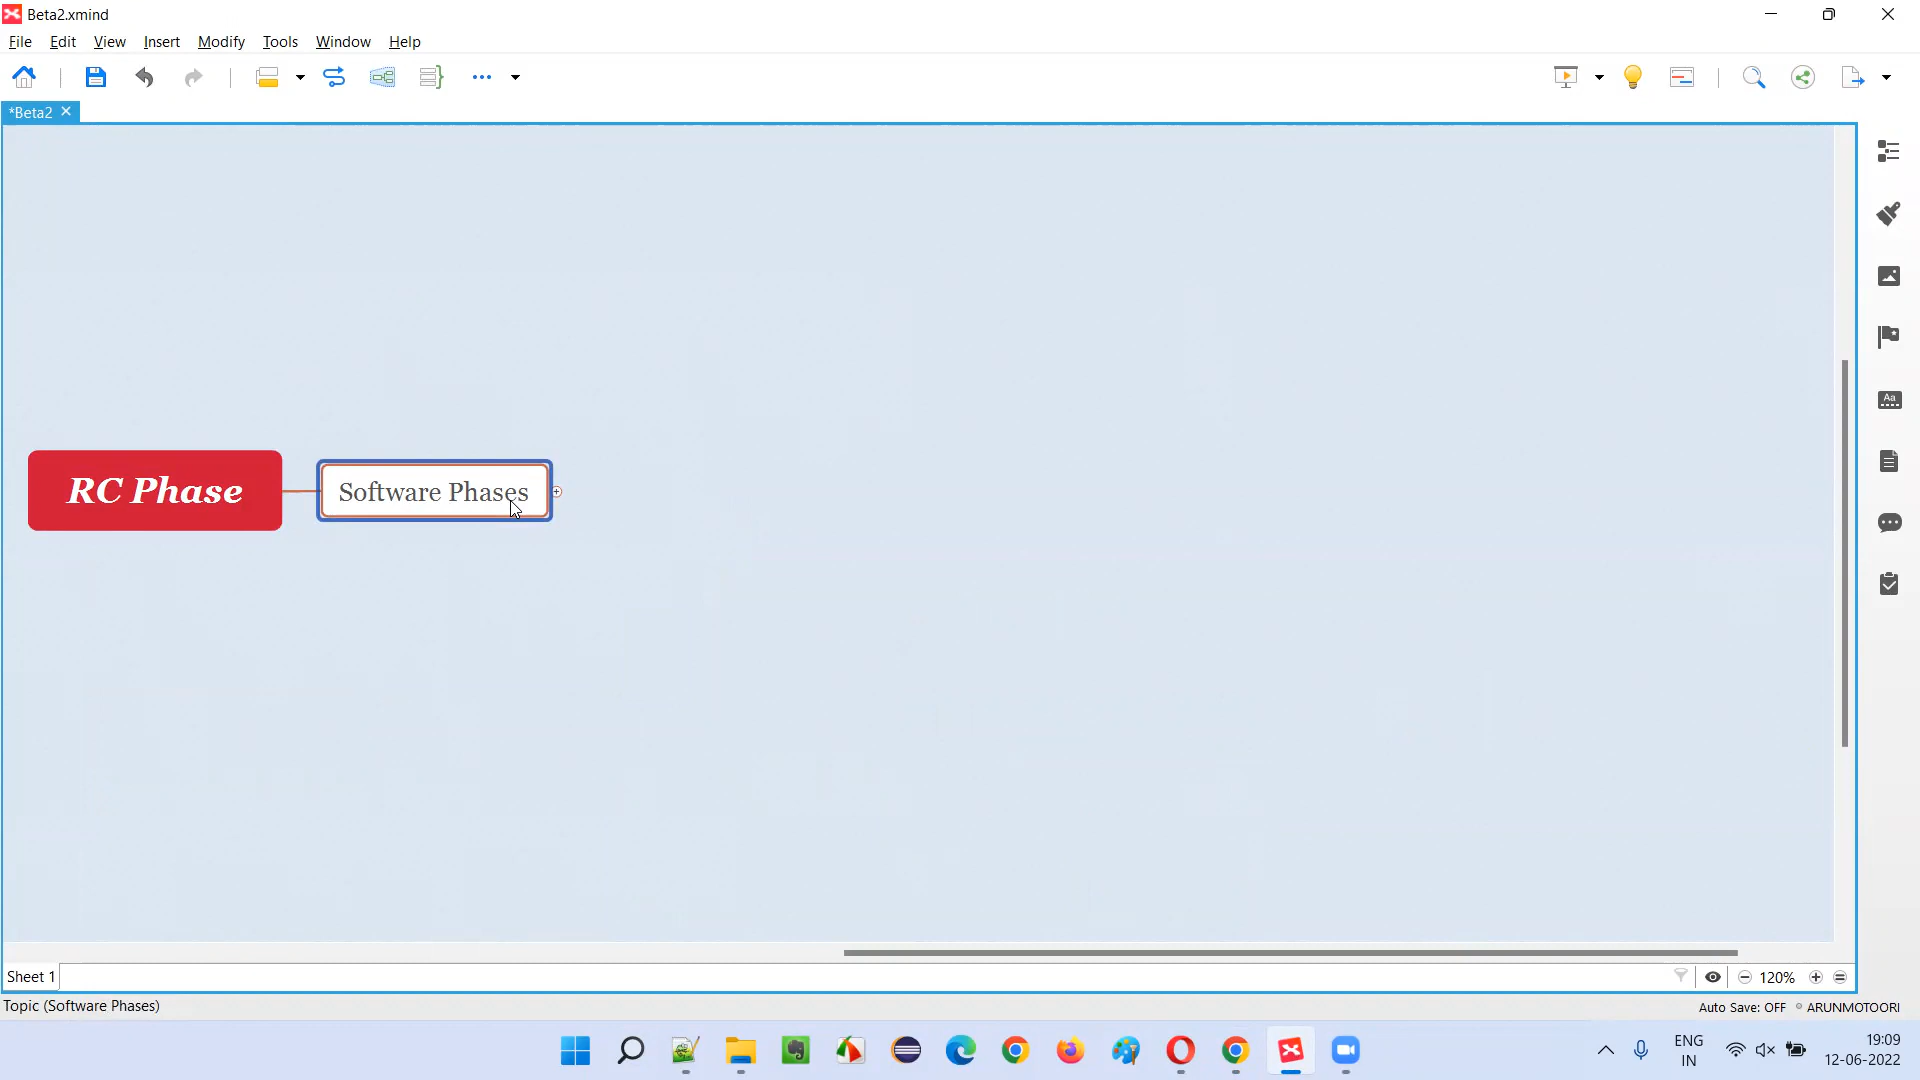 Beta2.xmind
File Edit View Insert Modify Tools Window Help
*Beta2
RC Phase
Software Phases
Aa
Sheet 1
120%
Topic (Software Phases)
Auto Save: OFF
ARUNMOTOORI
ENG
IN
19:09
12-06-2022